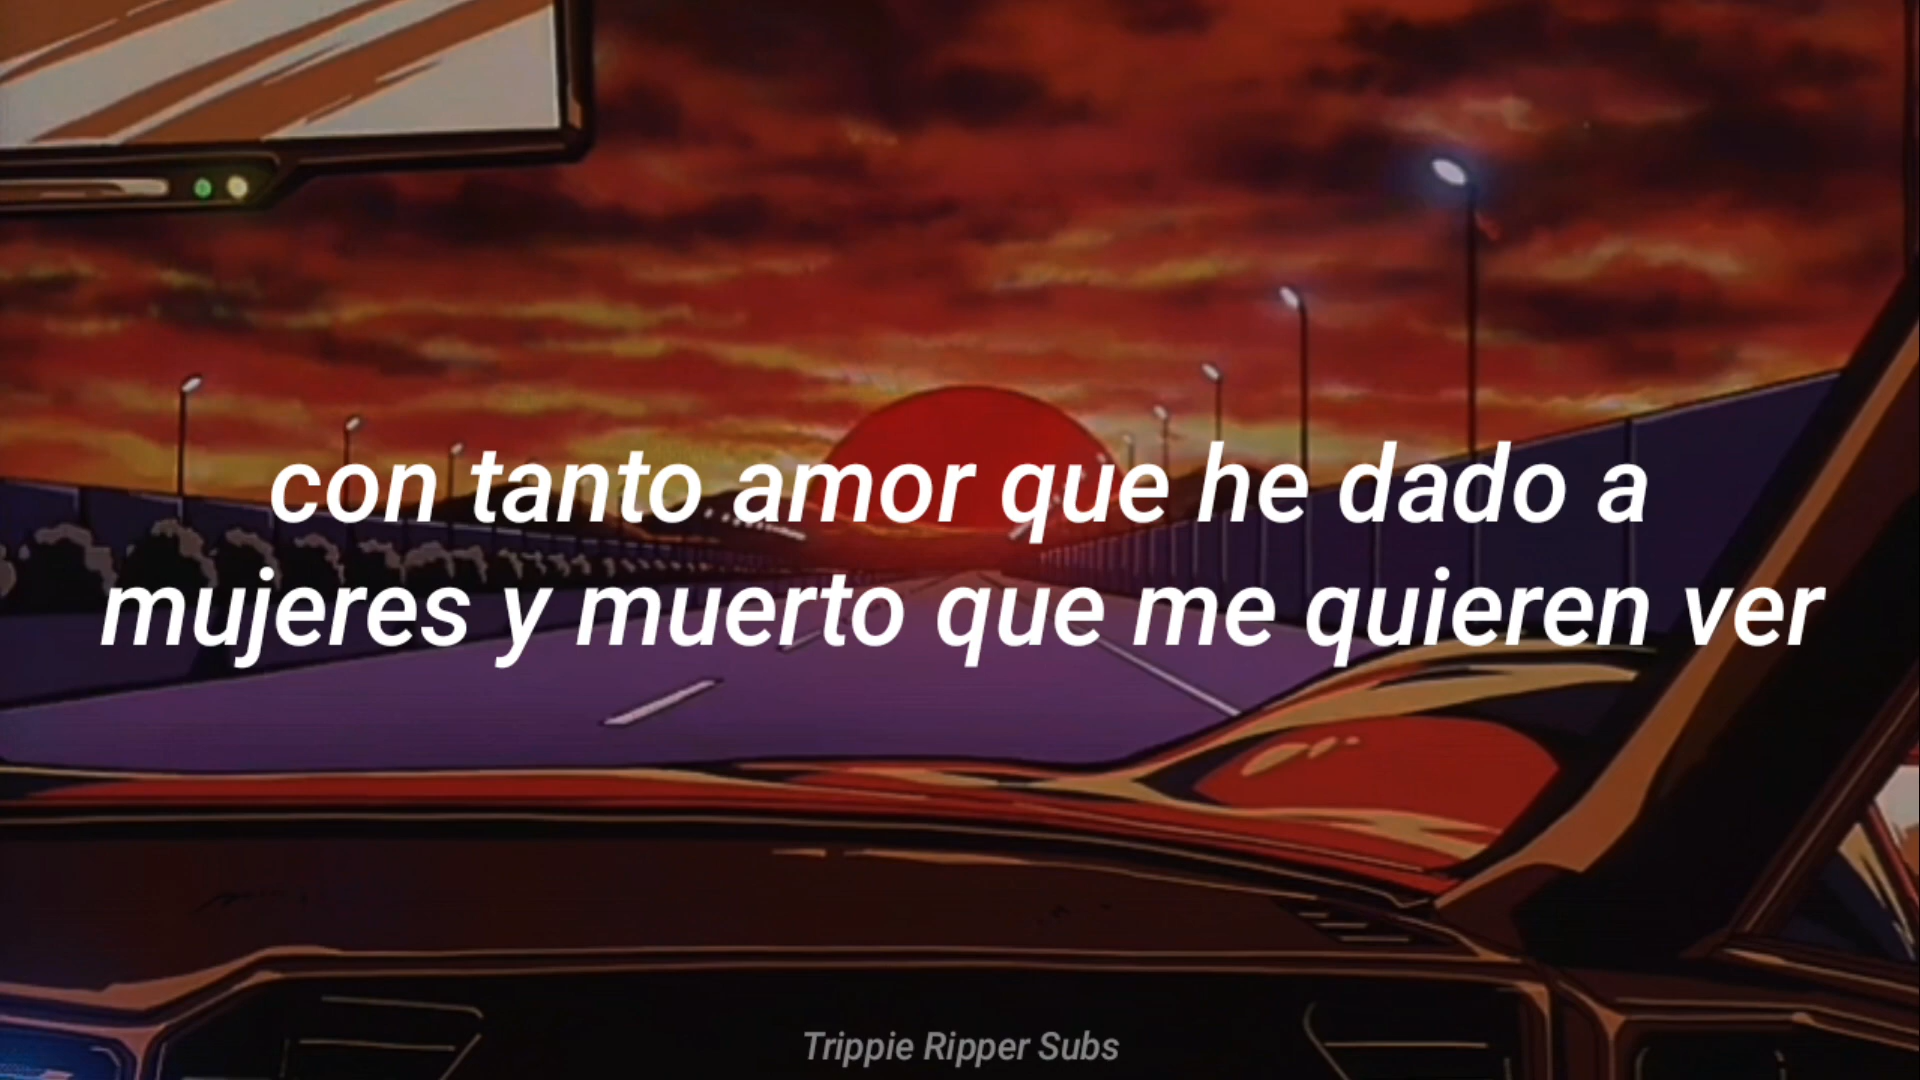 con tanto amor que he dado a
mujeres y muerto que me quieren ver
Trippie Ripper Subs